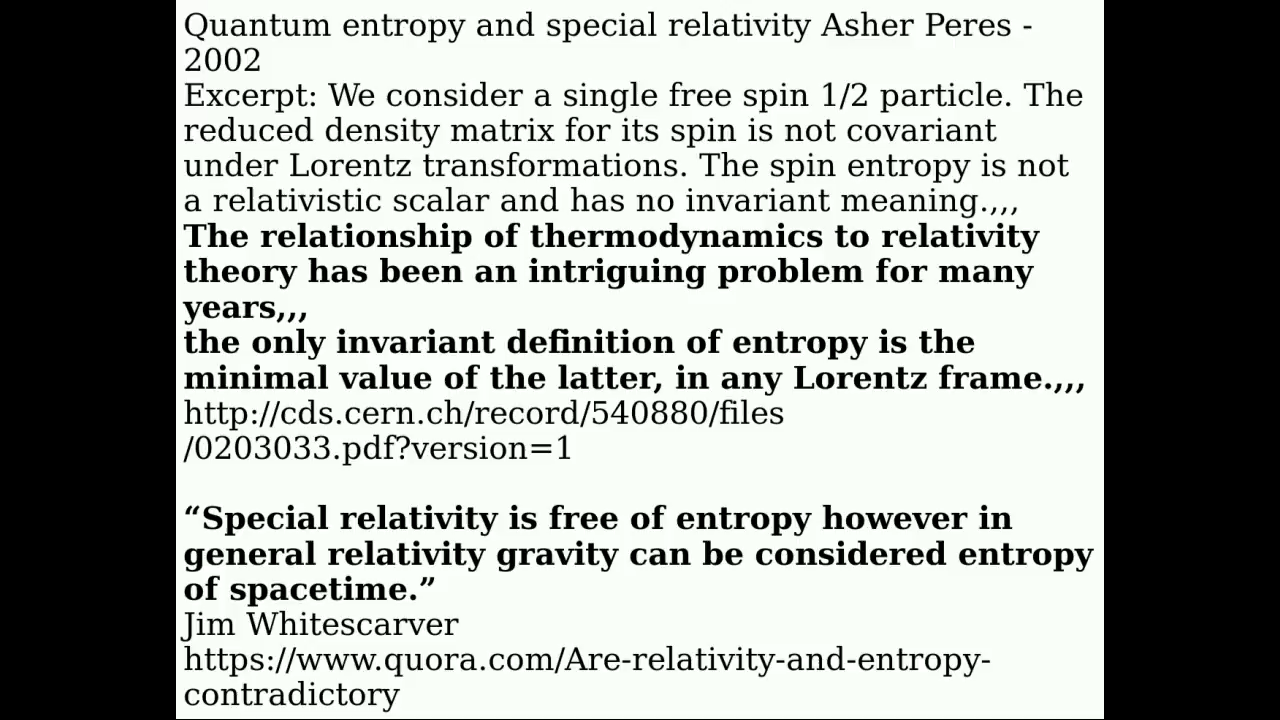 Quantum entropy and special relativity Asher Peres -
2002
Excerpt: We consider a single free spin 1/2 particle. The
reduced density matrix for its spin is not covariant
under Lorentz transformations. The spin entropy is not
a relativistic scalar and has no invariant meaning.,,,
The relationship of thermodynamics to relativity
theory has been an intriguing problem for many
years,,,
the only invariant definition of entropy is the
minimal value of the latter, in any Lorentz frame.,,,
http://cds.cern.ch/record/540880/files
/0203033.pdf?version=1
“Special relativity is free of entropy however in
general relativity gravity can be considered entropy
of spacetime.”
Jim Whitescarver
https://www.quora.com/Are-relativity-and-entropy-
contradictory